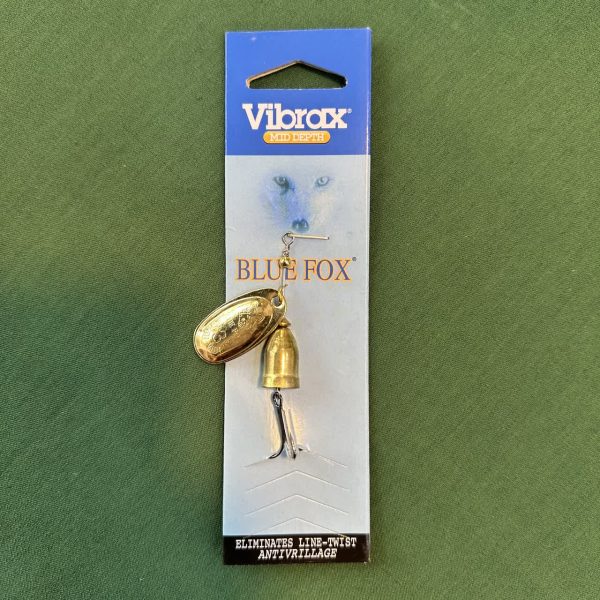 Vibrax®
MID DEPTH
BLUE FOX®
ELIMINATES LINE-TWIST
ANTIVRILLAGE